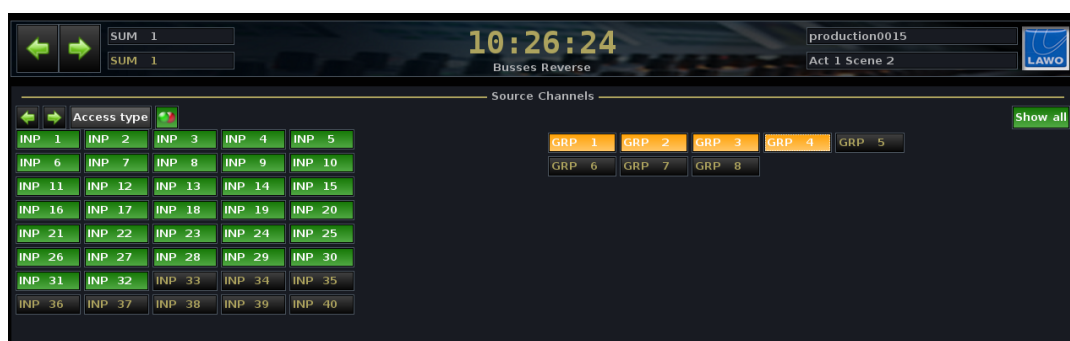 SUM 1
10:26:24
production0015
SUM 1
Busses Reverse
Act 1 Scene 2
LAWO
Source Channels
Access type
Show all
INP 1 INP 2 INP 3 INP 4 INP 5 GRP 1 GRP 2 GRP 3 GRP 4 GRP 5
INP 6 INP 7 INP 8 INP 9 INP 10 GRP 6 GRP 7 GRP 8
INP 11 INP 12 INP 13 INP 14 INP 15
INP 16 INP 17 INP 18 INP 19 INP 20
INP 21 INP 22 INP 23 INP 24 INP 25
INP 26 INP 27 INP 28 INP 29 INP 30
INP 31 INP 32 INP 33 INP 34 INP 35
INP 36 INP 37 INP 38 INP 39 INP 40